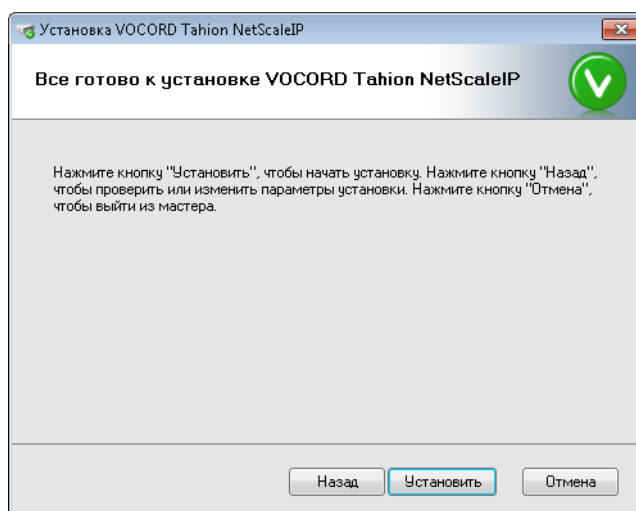 Установка VOCORD Tahion NetScaleIP
Все готово к установке VOCORD Tahion NetScaleIP
V
Нажмите кнопку "Установить", чтобы начать установку. Нажмите кнопку "Назад",
чтобы проверить или изменить параметры установки. Нажмите кнопку "Отмена",
чтобы выйти из мастера.
Назад
Установить
Отмена